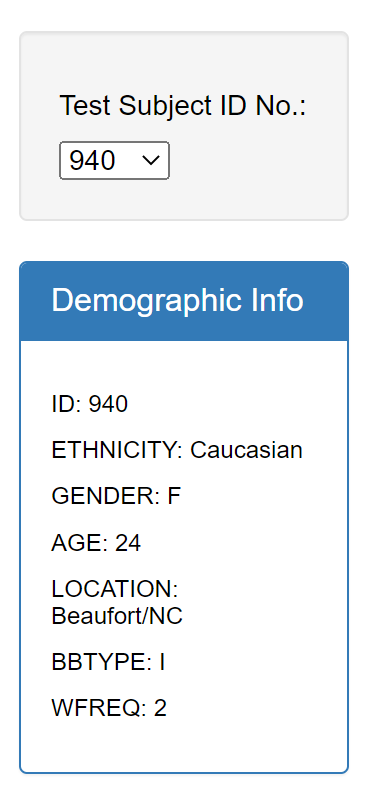 Test Subject ID No.:
940
Demographic Info
ID: 940
ETHNICITY: Caucasian
GENDER: F
AGE: 24
LOCATION:
Beaufort/NC
BBTYPE: I
WFREQ: 2